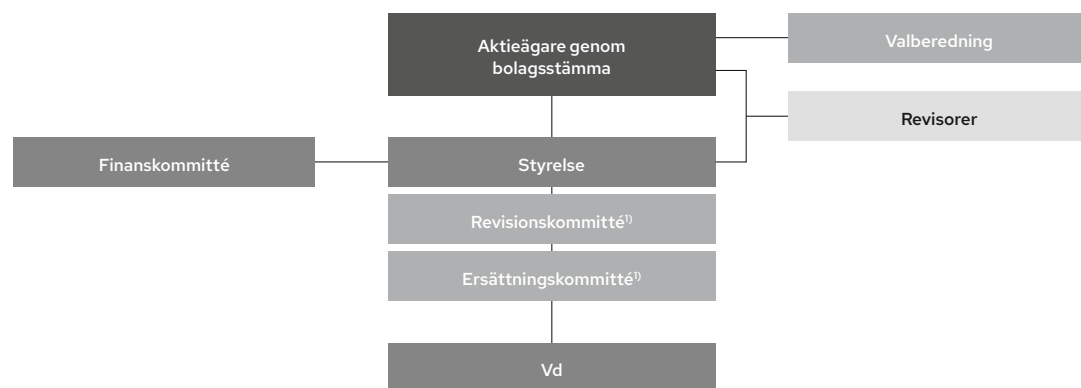 Aktieägare genom
bolagsstämma
Valberedning
Revisorer
Finanskommitté
Styrelse
Revisionskommitté¹⁾
Ersättningskommitté¹⁾
Vd